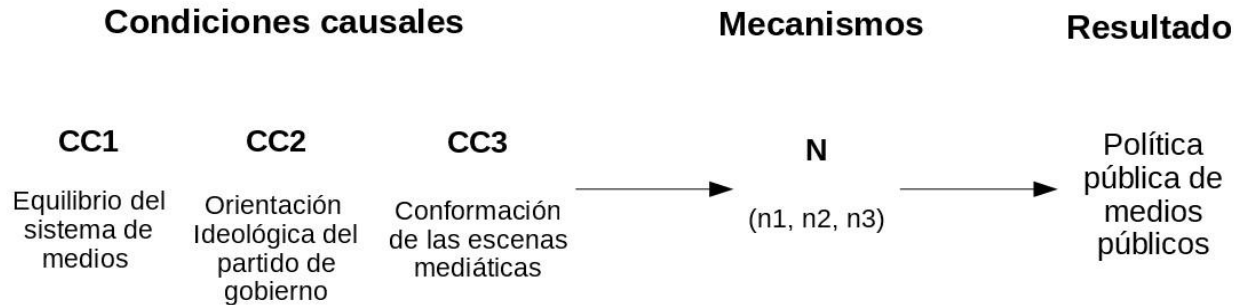 Condiciones causales
Mecanismos
Resultado
CC1
Equilibrio del
sistema de
medios
CC2
Orientación
Ideológica del
partido de
gobierno
CC3
Conformación
de las escenas
mediáticas
N
(n1, n2, n3)
Política
pública de
medios
públicos